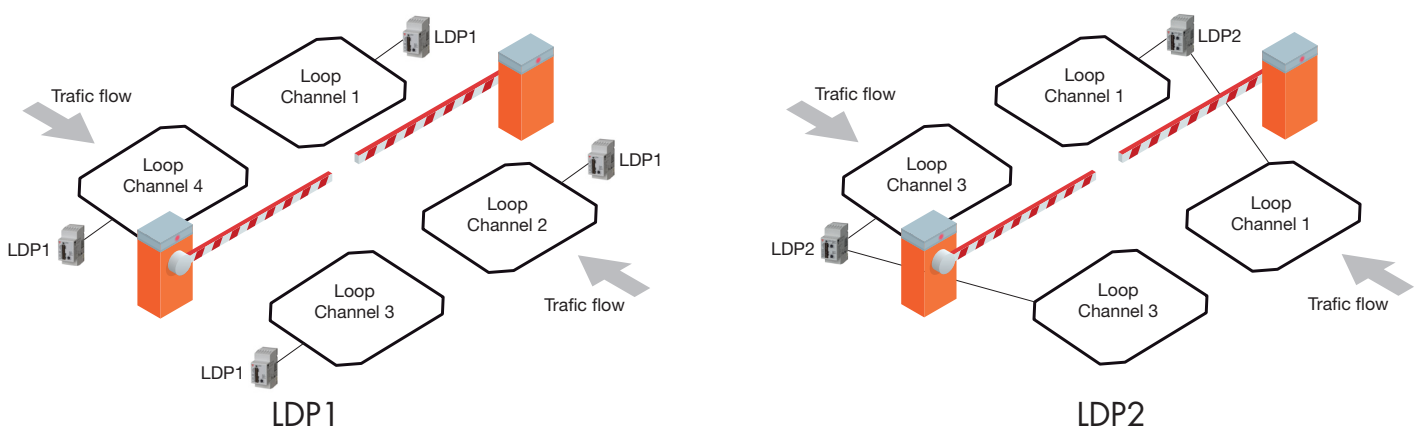 LDP1
Loop
Channel 1
Trafic flow
Loop
Channel 4
LDP1
LDP1
Loop
Channel 2
Loop
Channel 3
Trafic flow
LDP1
LDP1
LDP2
Loop
Channel 1
Trafic flow
Loop
Channel 3
LDP2
Loop
Channel 1
Loop
Channel 3
Trafic flow
LDP2